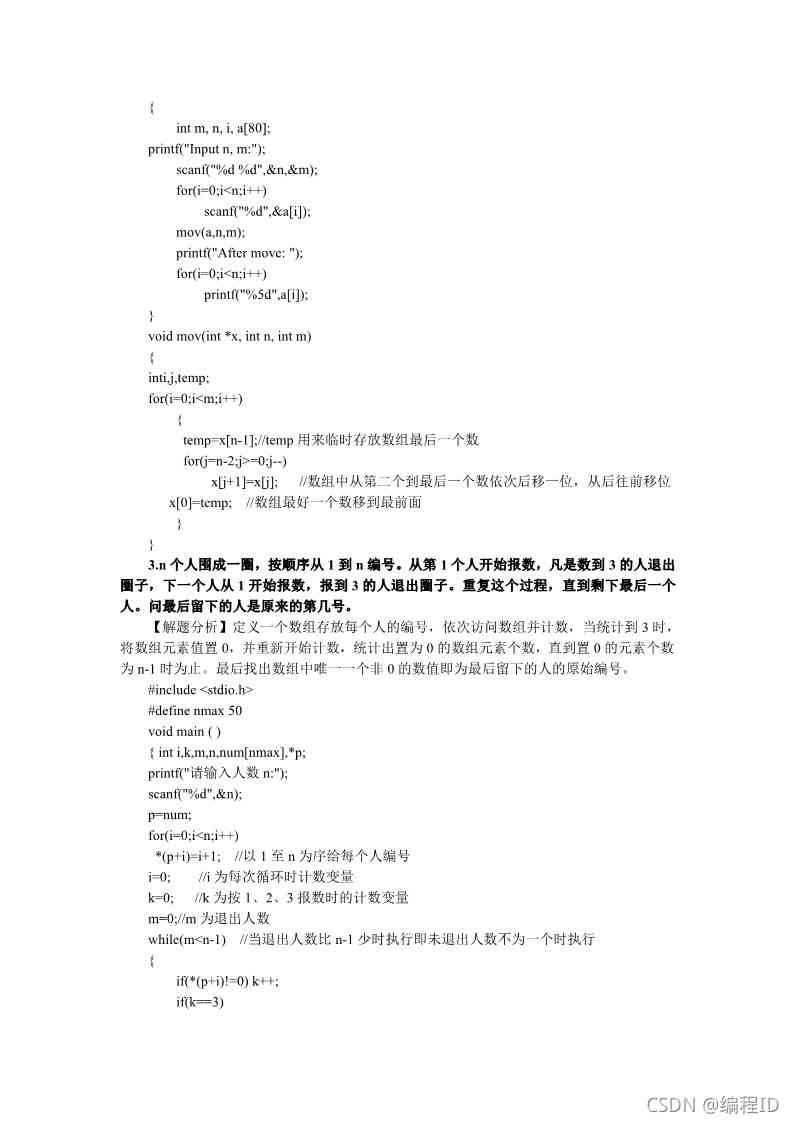 {
int m, n, i, a[80];
printf("Input n, m:");
scanf("%d %d",&n,&m);
for(i=0;i<n;i++)
scanf("%d",&a[i]);
mov(a,n,m);
printf("After move: ");
for(i=0;i<n;i++)
printf("%5d",a[i]);
}
void mov(int *x, int n, int m)
{
inti,j,temp;
for(i=0;i<m;i++)
{
temp=x[n-1];//temp 用来临时存放数组最后一个数
for(j=n-2;j>=0;j--)
x[j+1]=x[j]; //数组中从第二个到最后一个数依次后移一位，从后往前移位
x[0]=temp; //数组最好一个数移到最前面
}
}
3.n 个人围成一圈，按顺序从 1 到 n 编号。从第 1 个人开始报数，凡是数到 3 的人退出
圈子，下一个人从 1 开始报数，报到 3 的人退出圈子。重复这个过程，直到剩下最后一个
人。问最后留下的人是原来的第几号。
【解题分析】定义一个数组存放每个人的编号，依次访问数组并计数，当统计到 3 时，
将数组元素值置 0，并重新开始计数，统计出置为 0 的数组元素个数，直到置 0 的元素个数
为 n-1 时为止。最后找出数组中唯一一个非 0 的数值即为最后留下的人的原始编号。
#include <stdio.h>
#define nmax 50
void main ( )
{ int i,k,m,n,num[nmax],*p;
printf("请输入人数 n:");
scanf("%d",&n);
p=num;
for(i=0;i<n;i++)
*(p+i)=i+1; //以 1 至 n 为序给每个人编号
i=0; //i 为每次循环时计数变量
k=0; //k 为按 1、2、3 报数时的计数变量
m=0;//m 为退出人数
while(m<n-1) //当退出人数比 n-1 少时执行即未退出人数不为一个时执行
{
if(*(p+i)!=0) k++;
if(k==3)
CSDN @编程ID